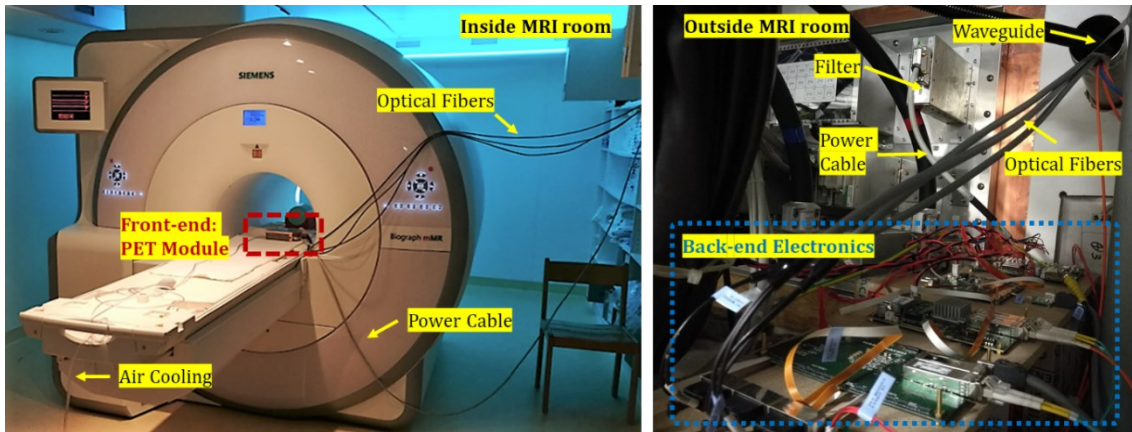 Inside MRI room
SIEMENS
Optical Fibers
Front-end:
PET Module
Biograph mMR
Power Cable
Air Cooling
Outside MRI room
Waveguide
Filter
Power
Cable
Optical Fibers
Back-end Electronics